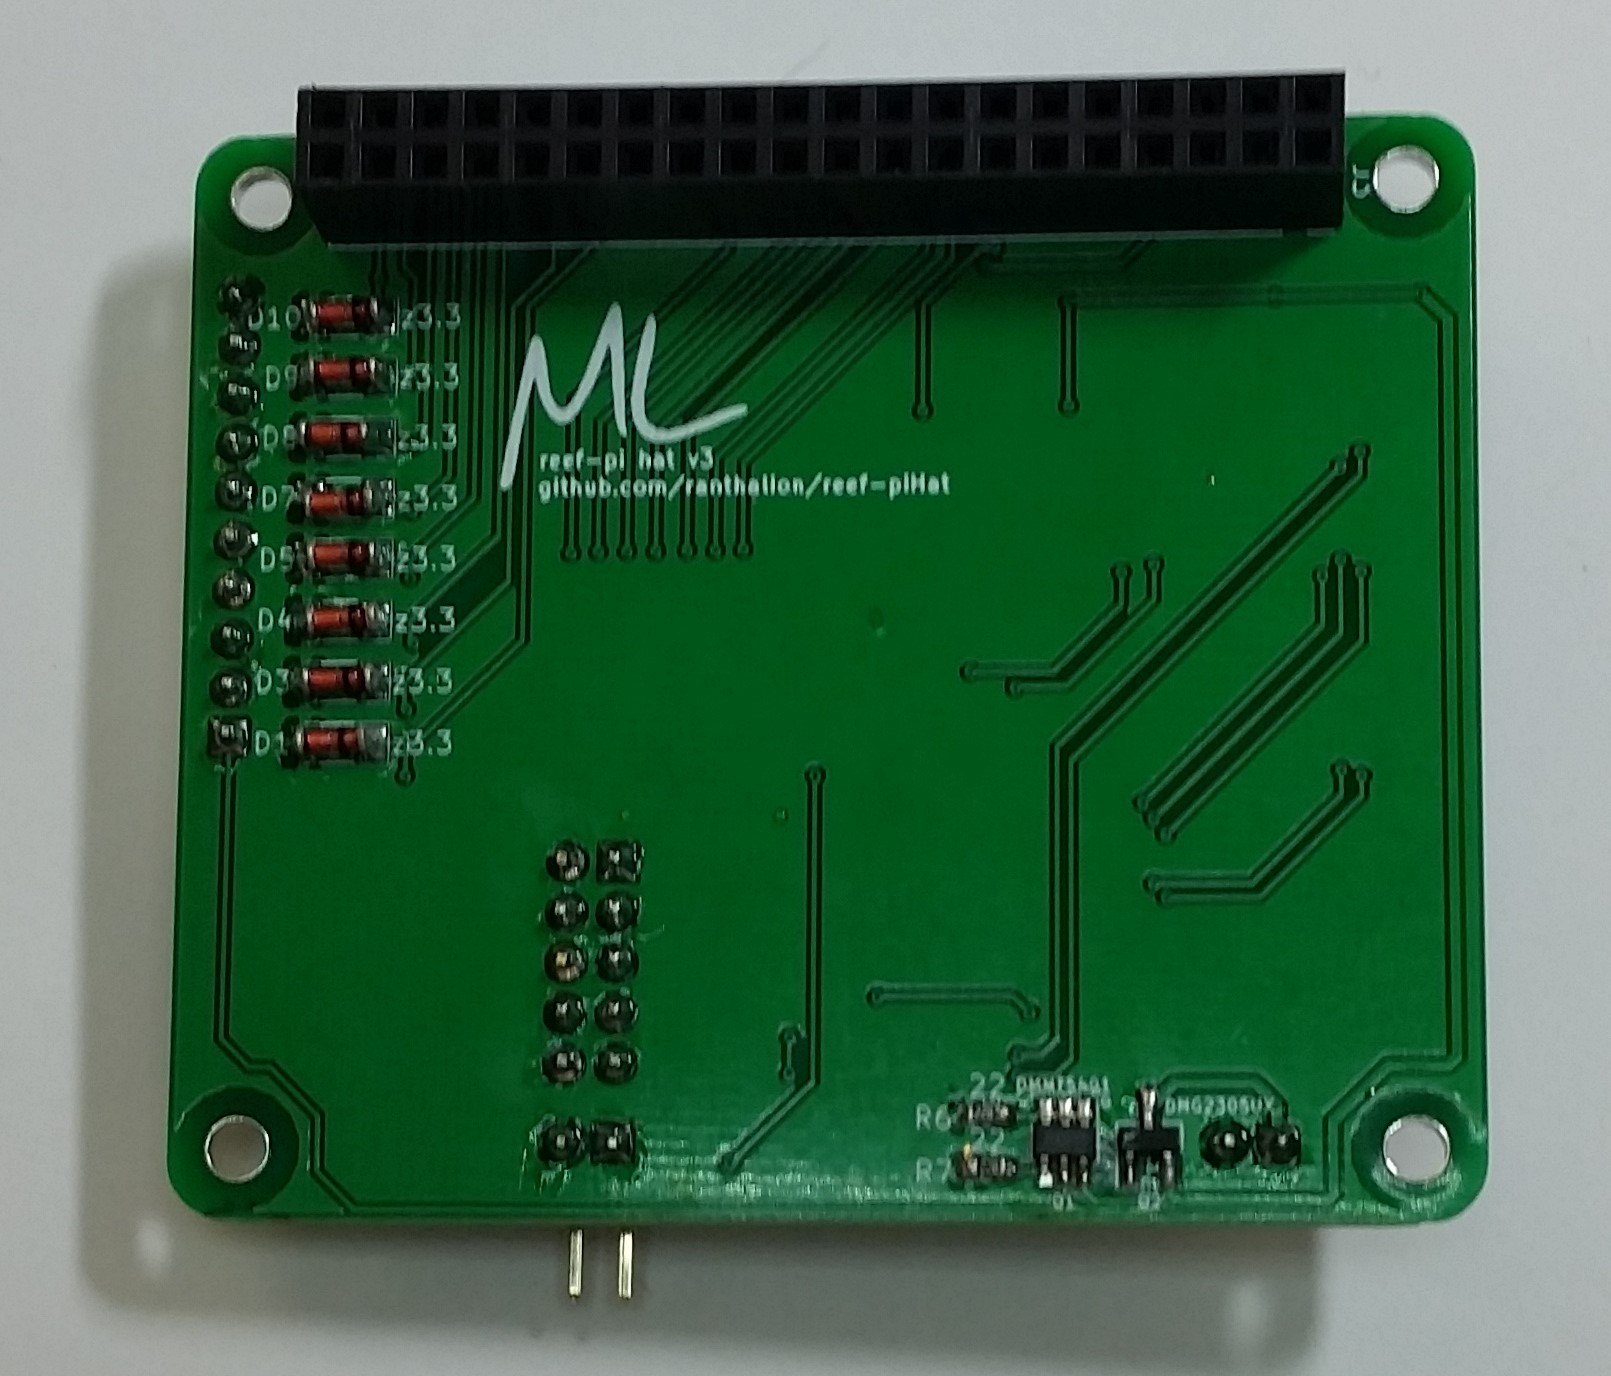 J1
D10 z3.3
D9 z3.3
D8 z3.3
D7 z3.3
D5 z3.3
D4 z3.3
D3 z3.3
D1 z3.3
ML
reef-pi hat v3
github.com/ranthalion/reef-piHat
22
R6
22
R7
DMG2305UX
Q1